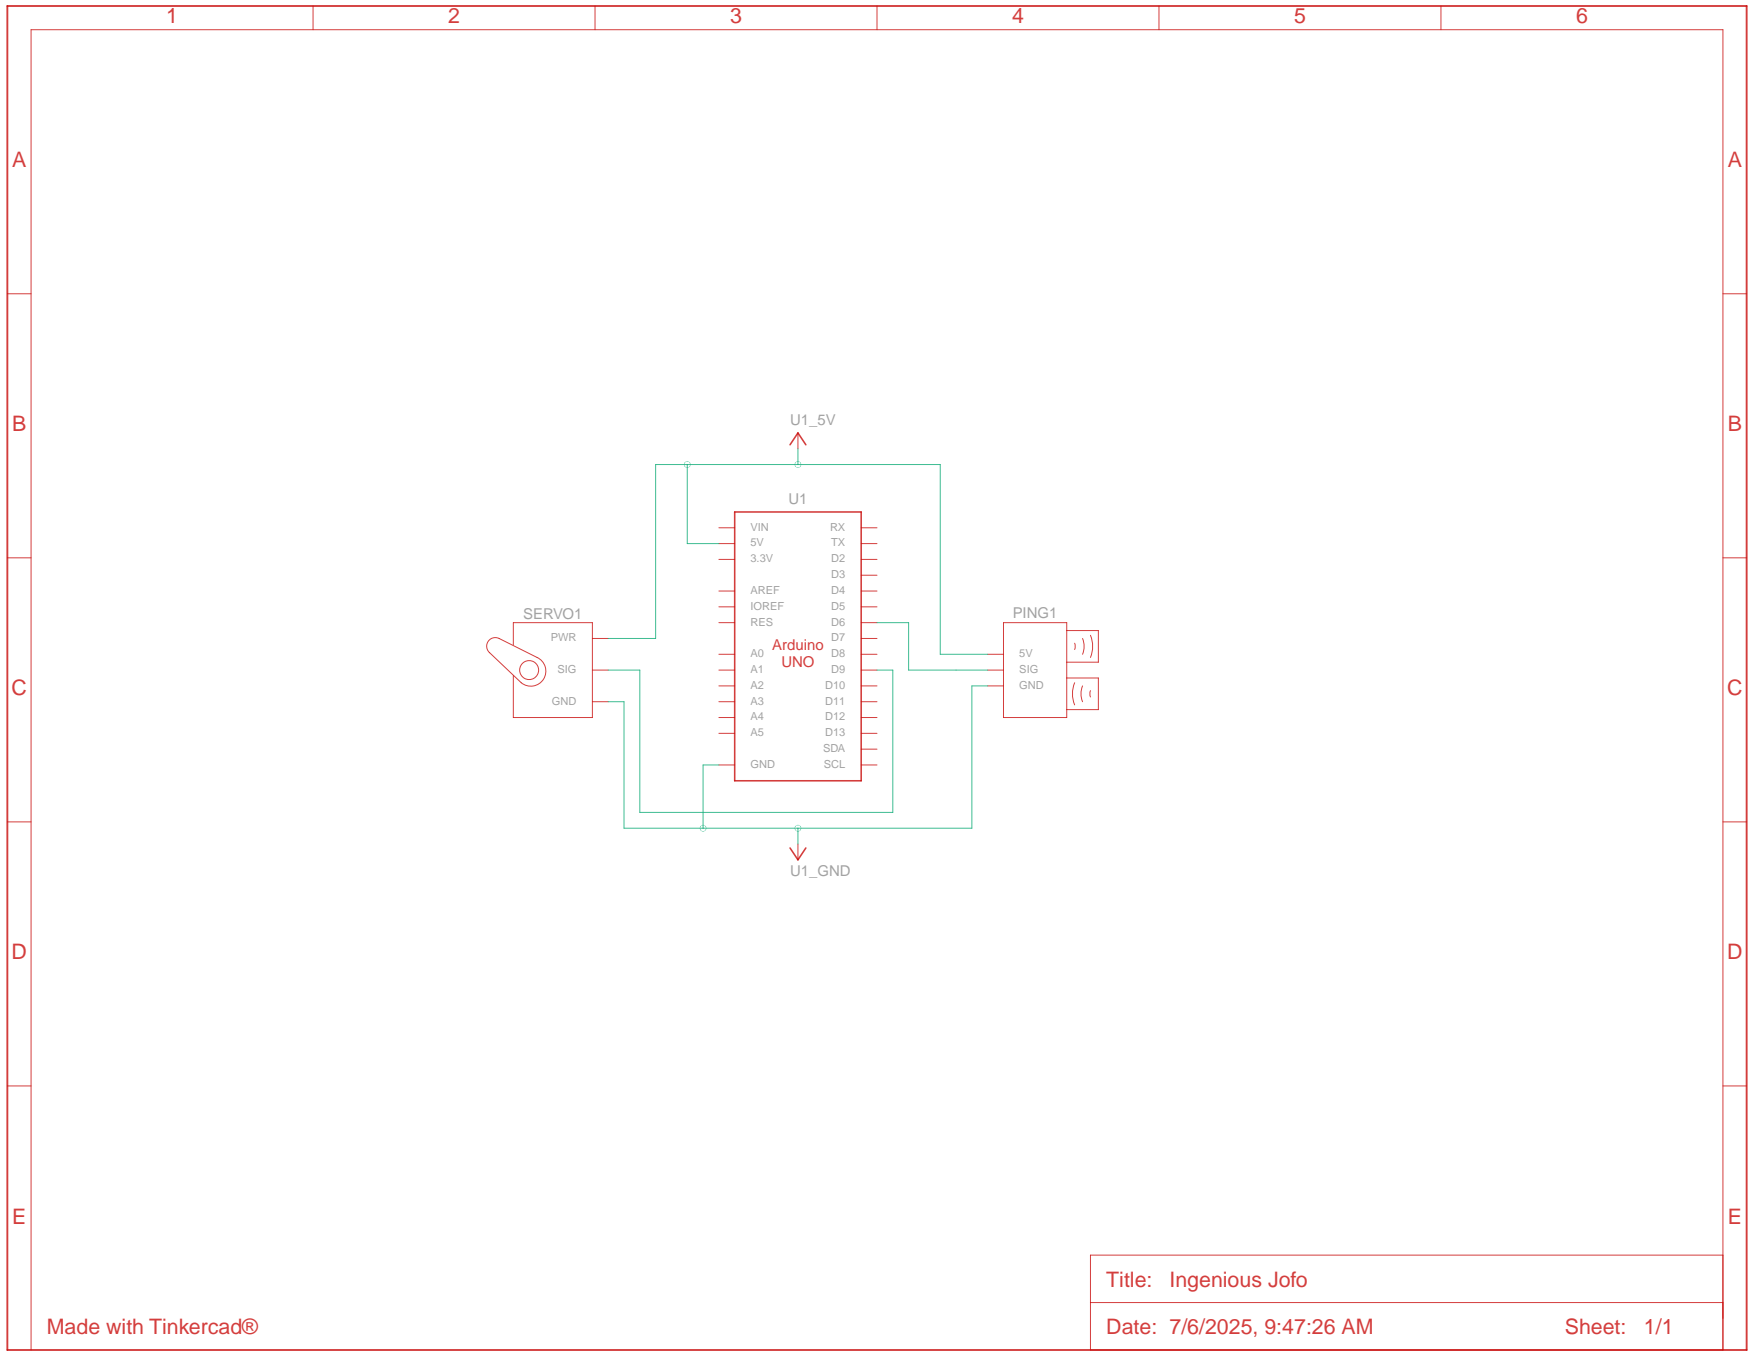 1 2 3 4 5 6
A A
B B
U1_5V
U1
VIN RX
5V TX
3.3V D2
D3
AREF D4
IOREF D5
RES D6
D7
A0 D8
A1 D9
A2 D10
A3 D11
A4 D12
A5 D13
SDA
GND SCL
Arduino
UNO
SERVO1
PWR
SIG
GND
PING1
5V
SIG
GND
C C
U1_GND
D D
E E
Title: Ingenious Jofo
Made with Tinkercad®
Date: 7/6/2025, 9:47:26 AM Sheet: 1/1